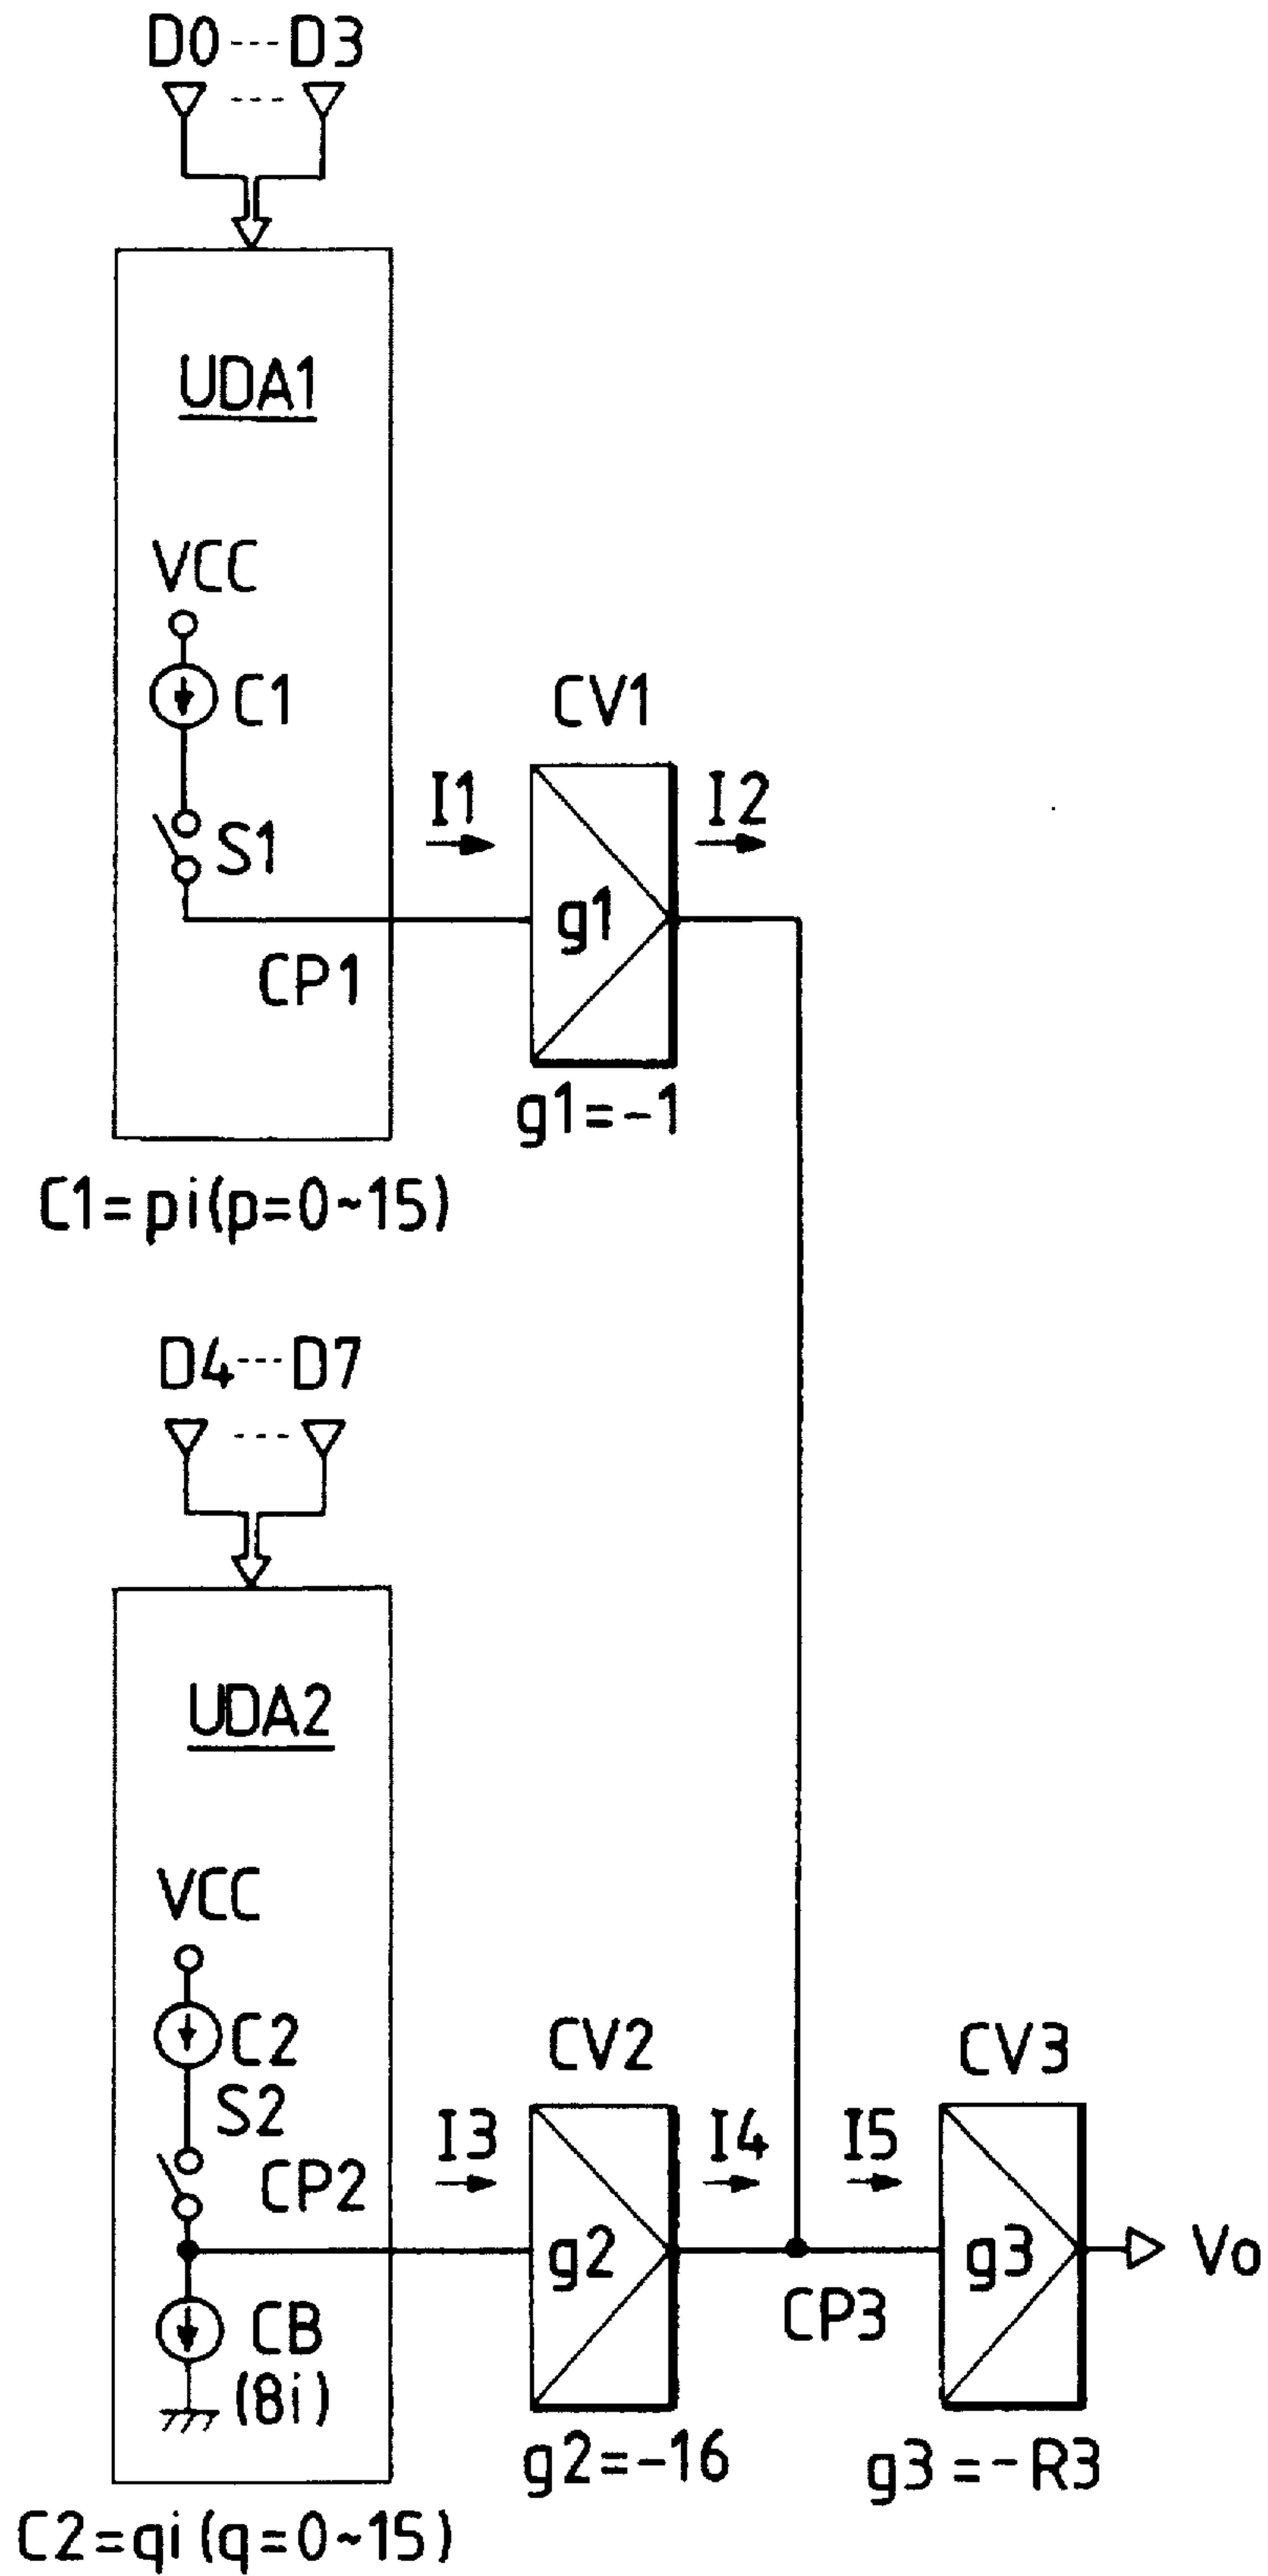 D0 --- D3
UDA1
VCC
C1
S1
CP1
I1
CV1
I2
g1
g1=-1
C1=pi(p=0~15)
D4 --- D7
UDA2
VCC
C2
S2
CP2
CB
(8i)
I3
CV2
I4
I5
CV3
g2
g3
Vo
CP3
g2=-16
g3=-R3
C2=qi(q=0~15)